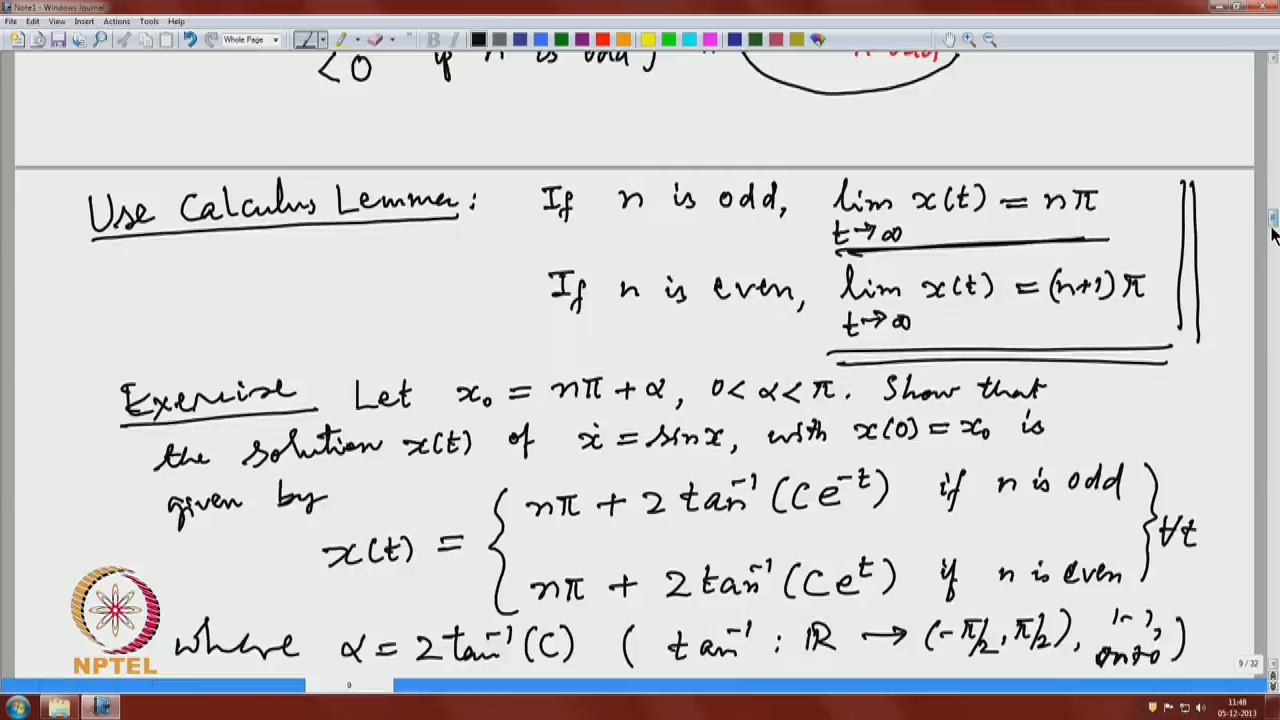 Note1 - Windows Journal
File Edit View Insert Actions Tools Help
Whole Page
< 0 if n is odd
n odd
Use Calculus Lemma: If n is odd, lim x(t) = nπ
t→∞
If n is even, lim x(t) = (n+1)π
t→∞
Exercise Let x₀ = nπ + α, 0 < α < π. Show that
the solution x(t) of ẋ = sin x, with x(0) = x₀ is
given by
x(t) = { nπ + 2 tan⁻¹(Ce⁻ᵗ) if n is odd
nπ + 2 tan⁻¹(Ceᵗ) if n is even } ∀t
where α = 2 tan⁻¹(C) ( tan⁻¹ : ℝ → (-π/2, π/2), 1-1, onto )
NPTEL
9 / 32
9
11:48
05-12-2013